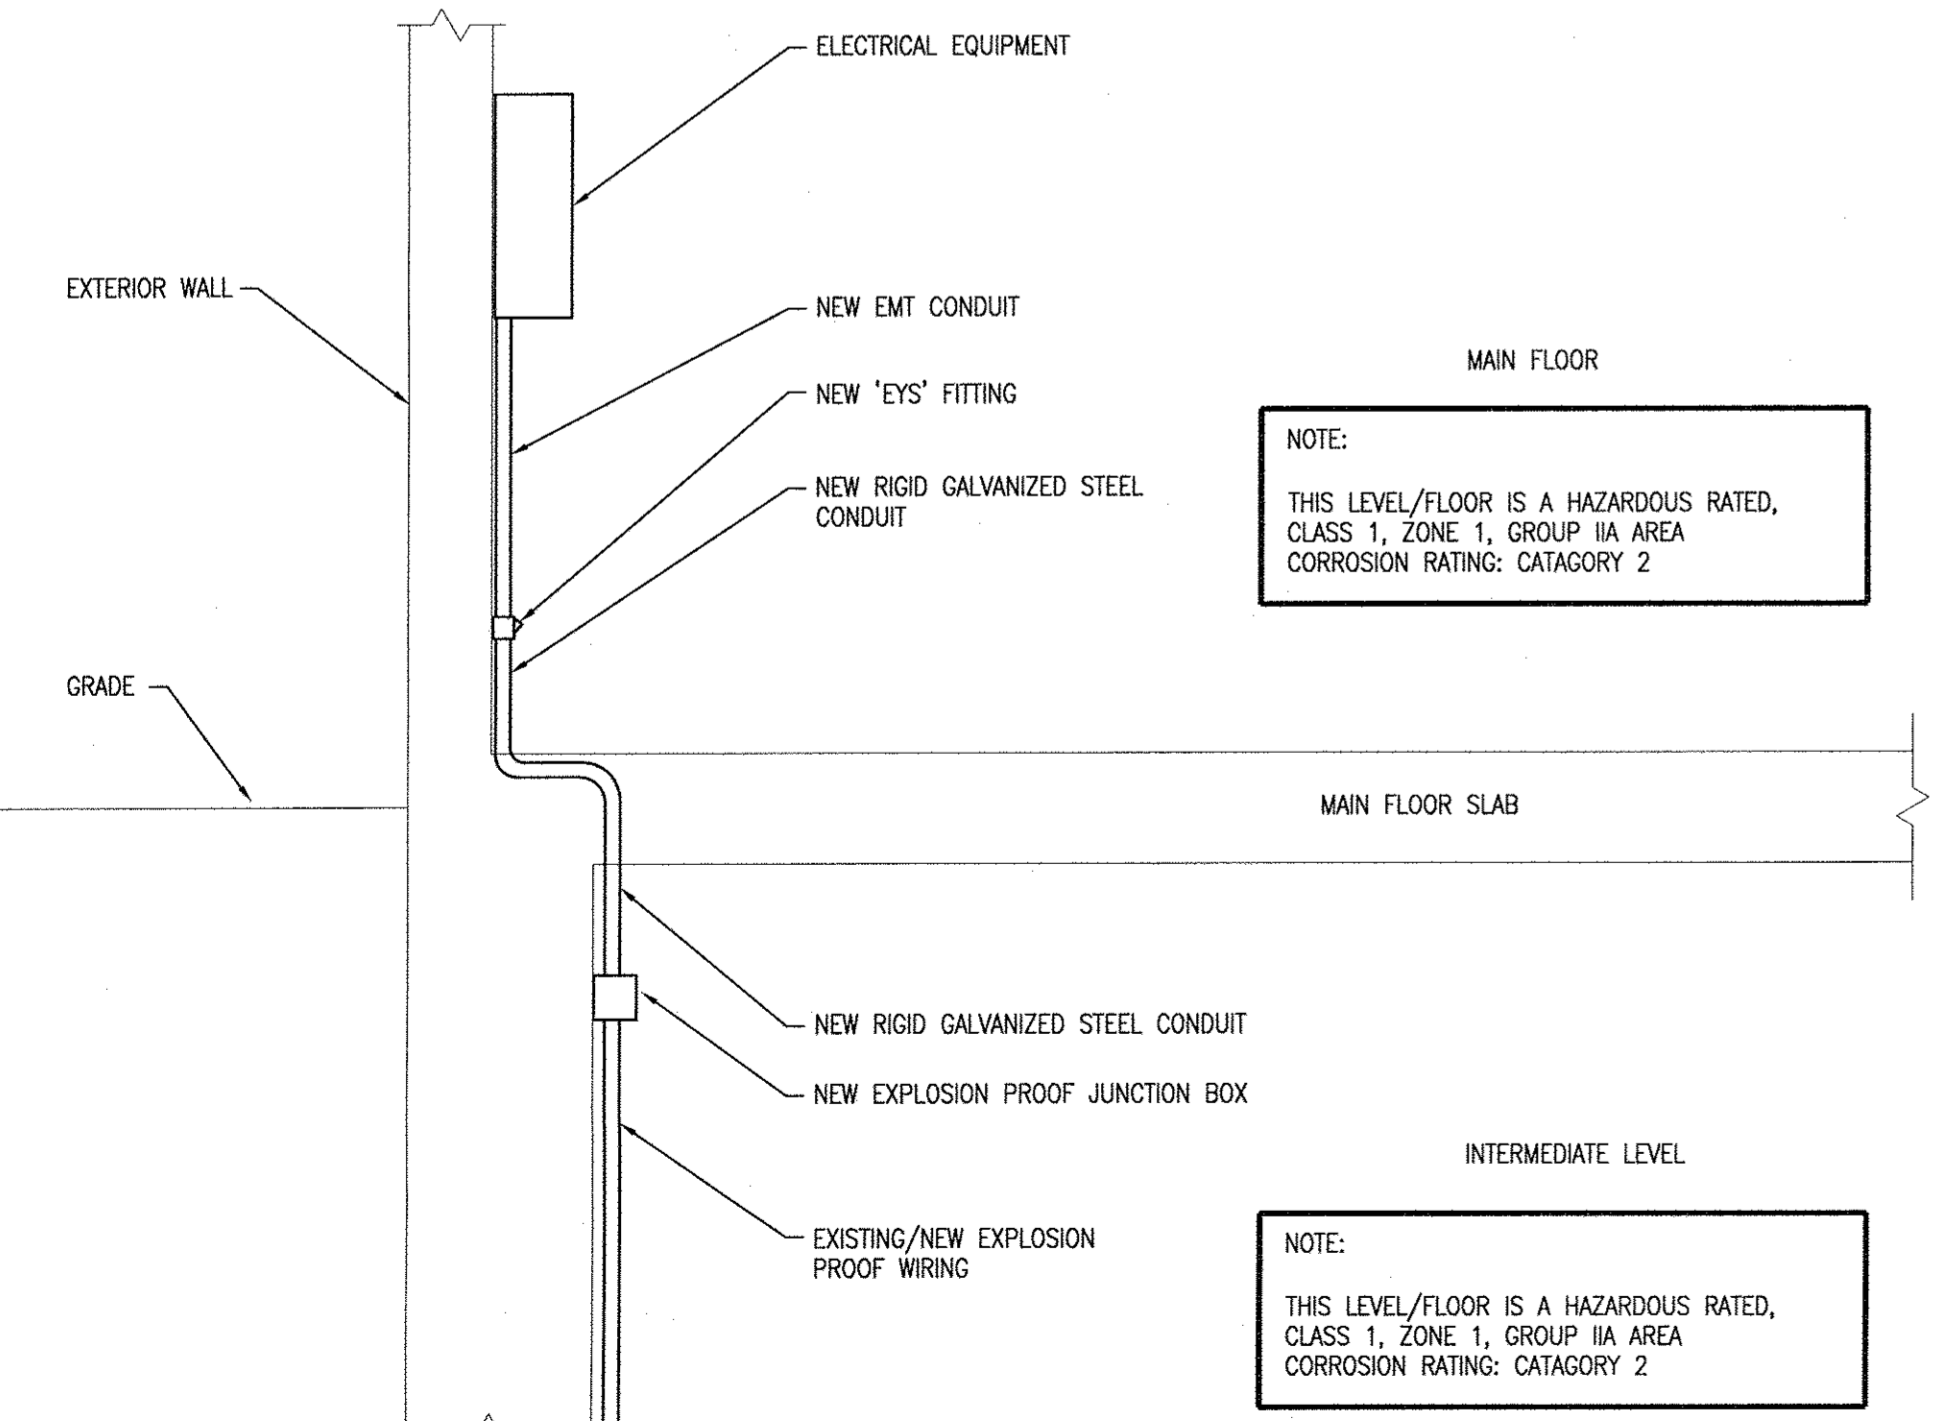 ELECTRICAL EQUIPMENT
EXTERIOR WALL
NEW EMT CONDUIT
NEW 'EYS' FITTING
NEW RIGID GALVANIZED STEEL
CONDUIT
MAIN FLOOR
NOTE:
THIS LEVEL/FLOOR IS A HAZARDOUS RATED,
CLASS 1, ZONE 1, GROUP IIA AREA
CORROSION RATING: CATAGORY 2
GRADE
MAIN FLOOR SLAB
NEW RIGID GALVANIZED STEEL CONDUIT
NEW EXPLOSION PROOF JUNCTION BOX
EXISTING/NEW EXPLOSION
PROOF WIRING
INTERMEDIATE LEVEL
NOTE:
THIS LEVEL/FLOOR IS A HAZARDOUS RATED,
CLASS 1, ZONE 1, GROUP IIA AREA
CORROSION RATING: CATAGORY 2